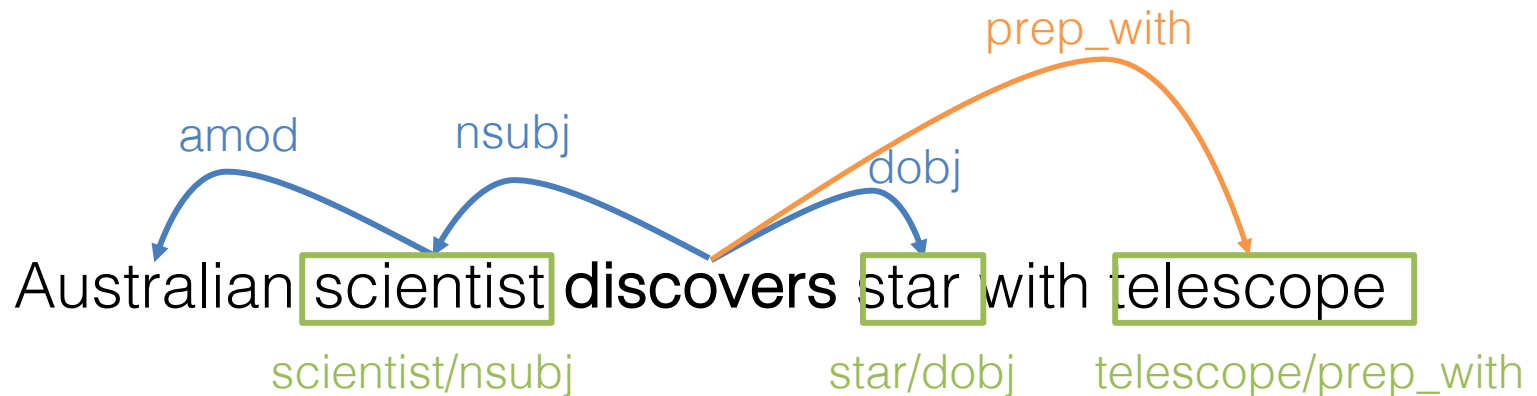 prep_with
amod nsubj dobj
Australian scientist discovers star with telescope
scientist/nsubj star/dobj telescope/prep_with